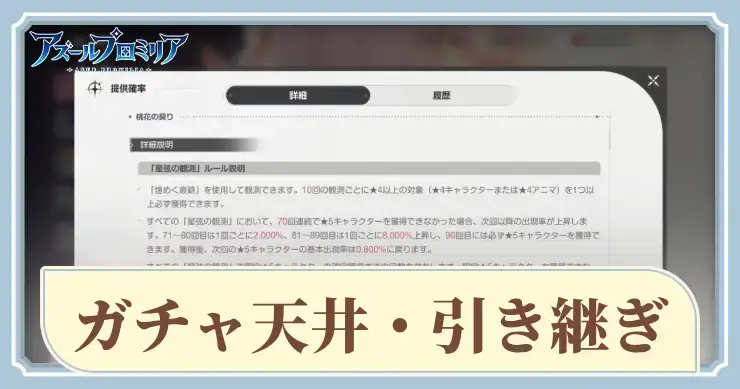 アズールプロミリア
AZUR PROMILIA
提供確率
詳細
履歴
桃花の契り
詳細説明
「星弦の観測」ルール説明
・「煌めく痕跡」を使用して観測できます。10回の観測ごとに★4以上の対象(★4キャラクターまたは★4アニマ)を1つ以
上必ず獲得できます。
・すべての「星弦の観測」において、70回連続で★5キャラクターを獲得できなかった場合、次回以降の出現率が上昇しま
す。71～80回目は1回ごとに2.000%、81～89回目は1回ごとに8.000%上昇し、90回目には必ず★5キャラクターを獲得で
きます。獲得後、次回の★5キャラクターの基本出現率は0.800%に戻ります。
ガチャ天井・引き継ぎ